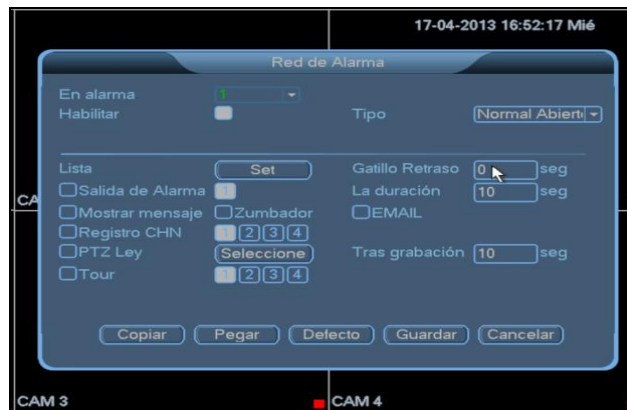 17-04-2013 16:52:17 Mié
Red de Alarma
En alarma 1
Habilitar Tipo Normal Abiert
Lista Set Gatillo Retraso 0 seg
Salida de Alarma 1 La duración 10 seg
Mostrar mensaje Zumbador EMAIL
Registro CHN 1 2 3 4
PTZ Ley Seleccione Tras grabación 10 seg
Tour 1 2 3 4
Copiar Pegar Defecto Guardar Cancelar
CA
CAM 3 CAM 4